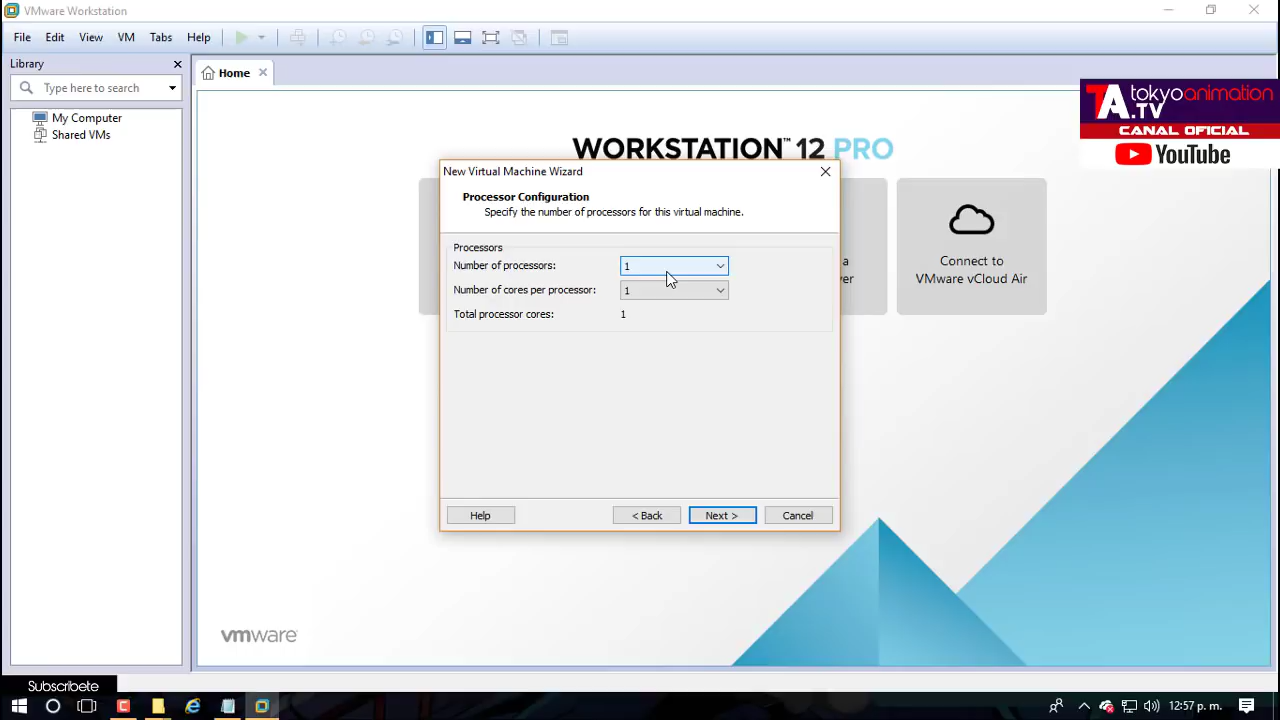 VMware Workstation
File Edit View VM Tabs Help
Library
Type here to search
My Computer
Shared VMs
Home
WORKSTATION™ 12 PRO
TA.TV tokyoanimation
CANAL OFICIAL
YouTube
New Virtual Machine Wizard
Processor Configuration
Specify the number of processors for this virtual machine.
Processors
Number of processors: 1
Number of cores per processor: 1
Total processor cores: 1
Help < Back Next > Cancel
a
ver
Connect to
VMware vCloud Air
vmware
Subscribete
12:57 p. m.